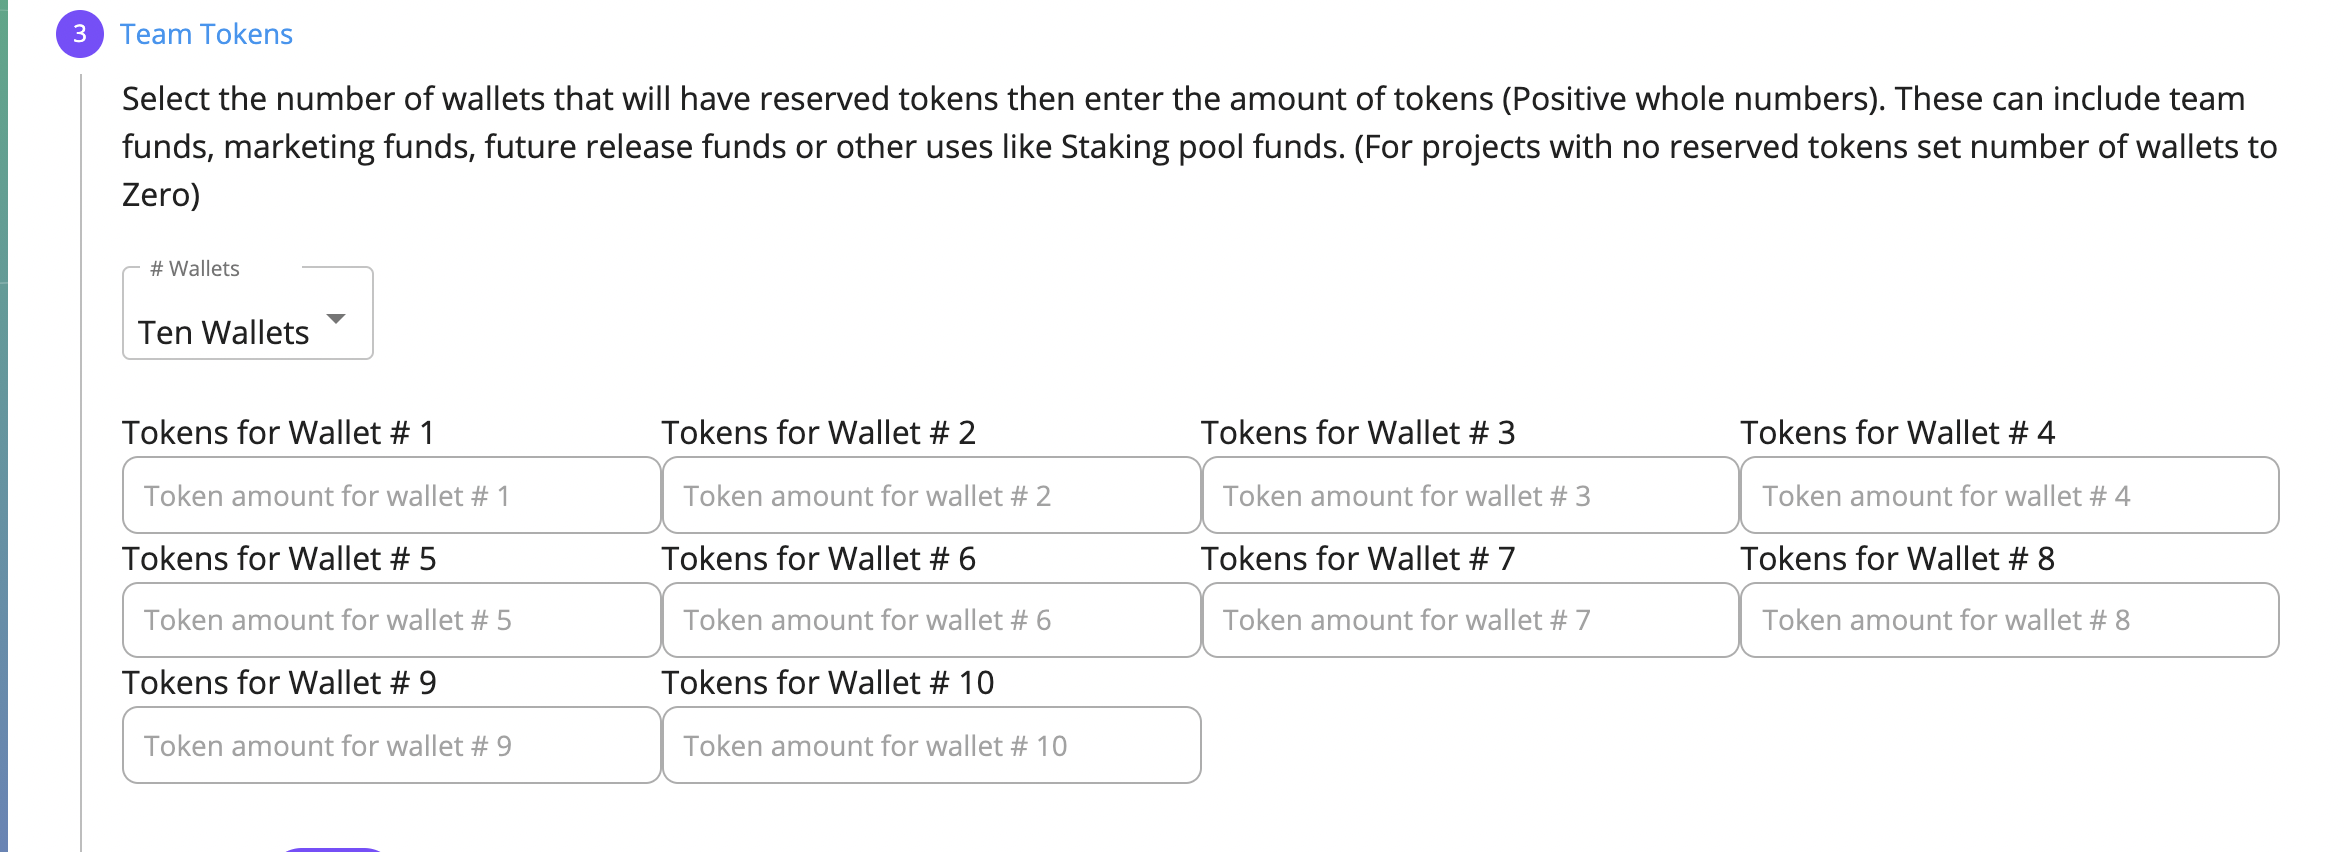 3 Team Tokens
Select the number of wallets that will have reserved tokens then enter the amount of tokens (Positive whole numbers). These can include team
funds, marketing funds, future release funds or other uses like Staking pool funds. (For projects with no reserved tokens set number of wallets to
Zero)
# Wallets
Ten Wallets
Tokens for Wallet # 1 Tokens for Wallet # 2 Tokens for Wallet # 3 Tokens for Wallet # 4
Token amount for wallet # 1 Token amount for wallet # 2 Token amount for wallet # 3 Token amount for wallet # 4
Tokens for Wallet # 5 Tokens for Wallet # 6 Tokens for Wallet # 7 Tokens for Wallet # 8
Token amount for wallet # 5 Token amount for wallet # 6 Token amount for wallet # 7 Token amount for wallet # 8
Tokens for Wallet # 9 Tokens for Wallet # 10
Token amount for wallet # 9 Token amount for wallet # 10